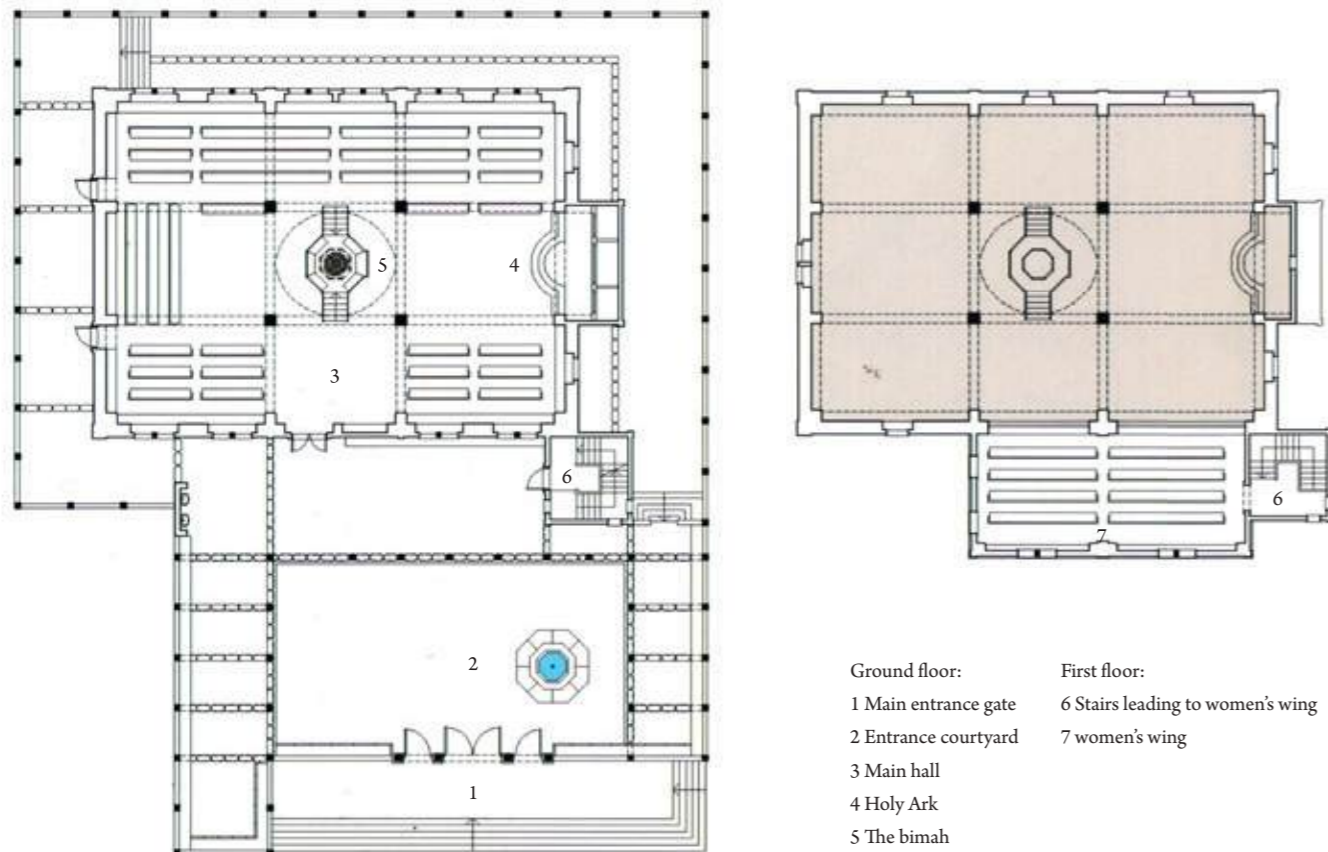 5
4
3
6
2
1
6
7
Ground floor:
1 Main entrance gate
2 Entrance courtyard
3 Main hall
4 Holy Ark
5 The bimah
First floor:
6 Stairs leading to women's wing
7 women's wing